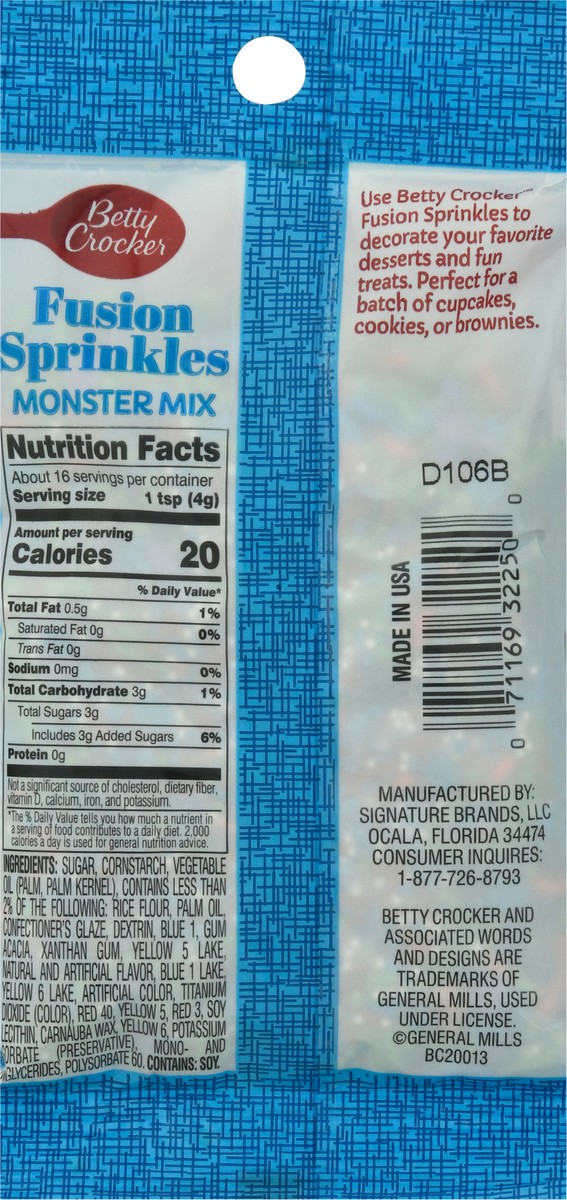 Betty
Crocker
Fusion
Sprinkles
MONSTER MIX
Nutrition Facts
About 16 servings per container
Serving size 1 tsp (4g)
Amount per serving
Calories 20
% Daily Value*
Total Fat 0.5g 1%
Saturated Fat 0g 0%
Trans Fat 0g
Sodium 0mg 0%
Total Carbohydrate 3g 1%
Total Sugars 3g
Includes 3g Added Sugars 6%
Protein 0g
Not a significant source of cholesterol, dietary fiber,
vitamin D, calcium, iron, and potassium.
*The % Daily Value tells you how much a nutrient in
a serving of food contributes to a daily diet. 2,000
calories a day is used for general nutrition advice.
INGREDIENTS: SUGAR, CORNSTARCH, VEGETABLE
OIL (PALM, PALM KERNEL), CONTAINS LESS THAN
2% OF THE FOLLOWING: RICE FLOUR, PALM OIL,
CONFECTIONER'S GLAZE, DEXTRIN, BLUE 1, GUM
ACACIA, XANTHAN GUM, YELLOW 5 LAKE,
NATURAL AND ARTIFICIAL FLAVOR, BLUE 1 LAKE,
YELLOW 6 LAKE, ARTIFICIAL COLOR, TITANIUM
DIOXIDE (COLOR), RED 40, YELLOW 5, RED 3, SOY
LECITHIN, CARNAUBA WAX, YELLOW 6, POTASSIUM
SORBATE (PRESERVATIVE), MONO- AND
DIGLYCERIDES, POLYSORBATE 60. CONTAINS: SOY.
Use Betty Crocker™
Fusion Sprinkles to
decorate your favorite
desserts and fun
treats. Perfect for a
batch of cupcakes,
cookies, or brownies.
D106B
MADE IN USA
0 71169 32250 0
MANUFACTURED BY:
SIGNATURE BRANDS, LLC
OCALA, FLORIDA 34474
CONSUMER INQUIRES:
1-877-726-8793
BETTY CROCKER AND
ASSOCIATED WORDS
AND DESIGNS ARE
TRADEMARKS OF
GENERAL MILLS, USED
UNDER LICENSE.
©GENERAL MILLS
BC20013